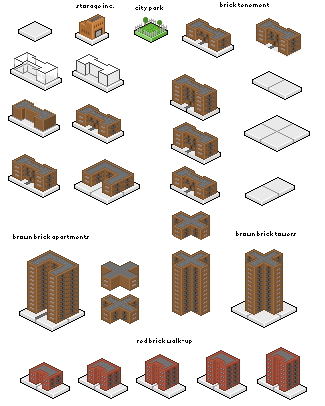 storage inc.
city park
brick tenement
brown brick apartments
brown brick towers
red brick walk-up